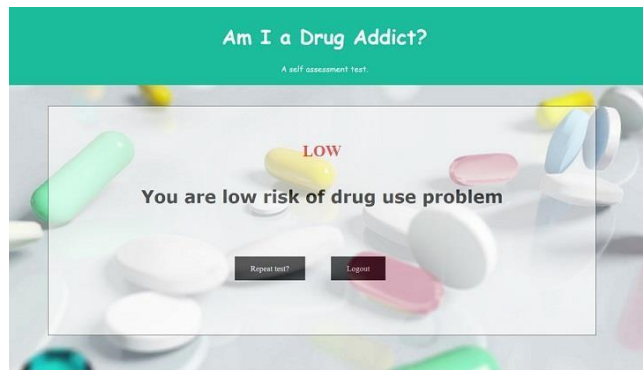 Am I a Drug Addict?
A self assessment test.
LOW
You are low risk of drug use problem
Repeat test? Logout